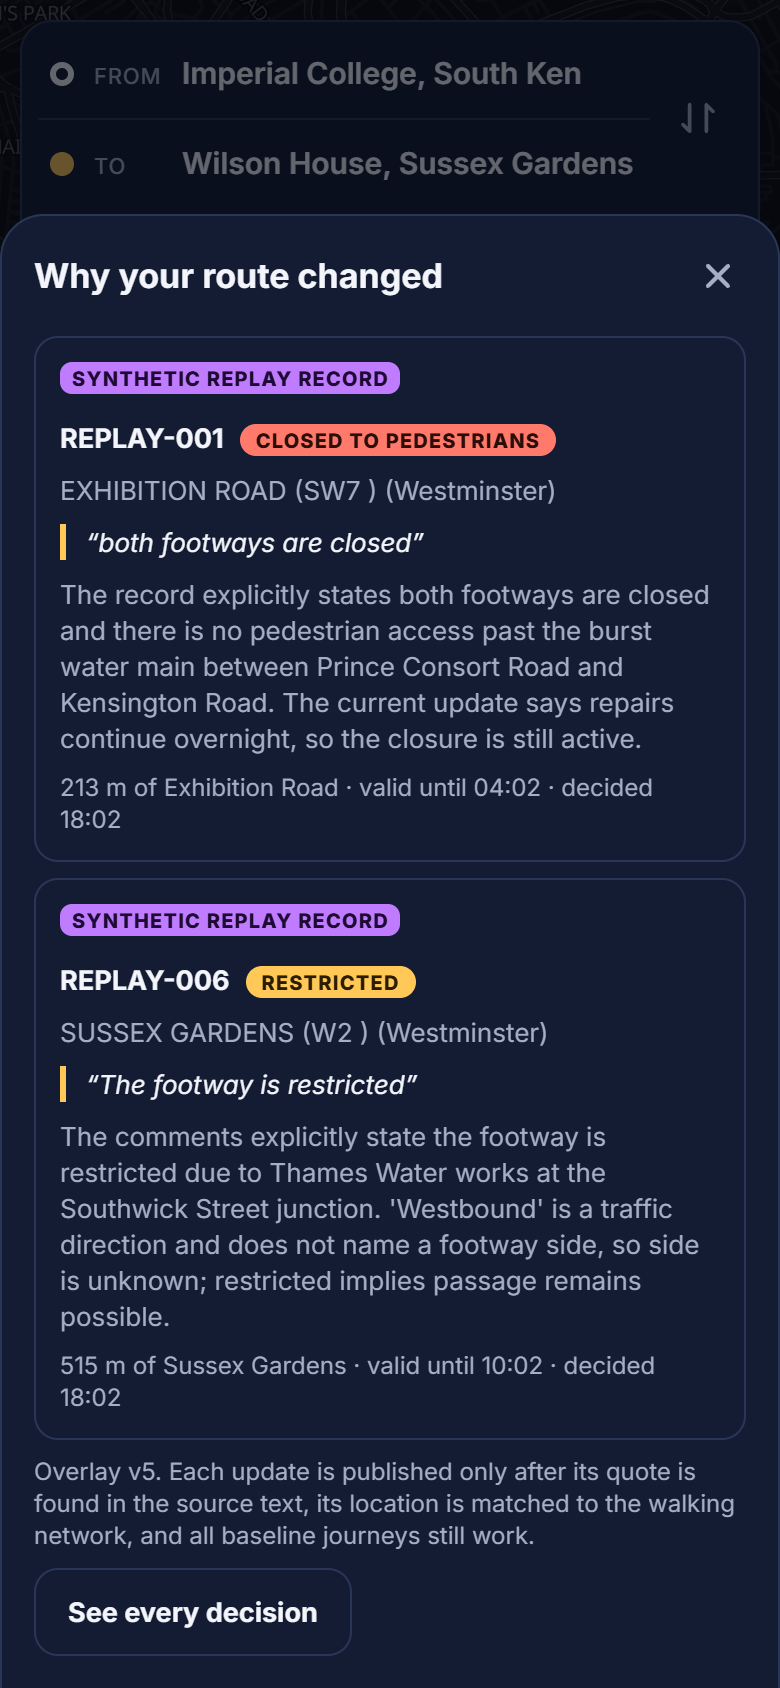 'S PARK
FROM Imperial College, South Ken
TO Wilson House, Sussex Gardens
Why your route changed
SYNTHETIC REPLAY RECORD
REPLAY-001 CLOSED TO PEDESTRIANS
EXHIBITION ROAD (SW7 ) (Westminster)
“both footways are closed”
The record explicitly states both footways are closed
and there is no pedestrian access past the burst
water main between Prince Consort Road and
Kensington Road. The current update says repairs
continue overnight, so the closure is still active.
213 m of Exhibition Road · valid until 04:02 · decided
18:02
SYNTHETIC REPLAY RECORD
REPLAY-006 RESTRICTED
SUSSEX GARDENS (W2 ) (Westminster)
“The footway is restricted”
The comments explicitly state the footway is
restricted due to Thames Water works at the
Southwick Street junction. 'Westbound' is a traffic
direction and does not name a footway side, so side
is unknown; restricted implies passage remains
possible.
515 m of Sussex Gardens · valid until 10:02 · decided
18:02
Overlay v5. Each update is published only after its quote is
found in the source text, its location is matched to the walking
network, and all baseline journeys still work.
See every decision